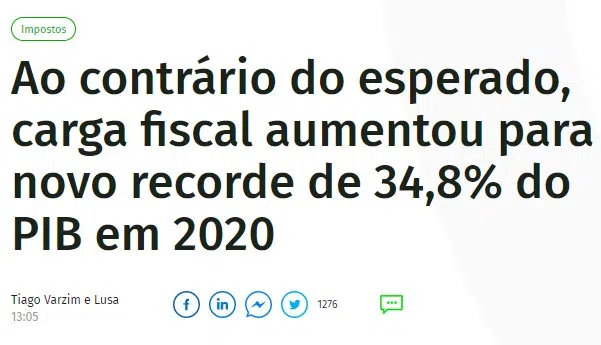 Impostos
Ao contrário do esperado,
carga fiscal aumentou para
novo recorde de 34,8% do
PIB em 2020
Tiago Varzim e Lusa
1276
13:05